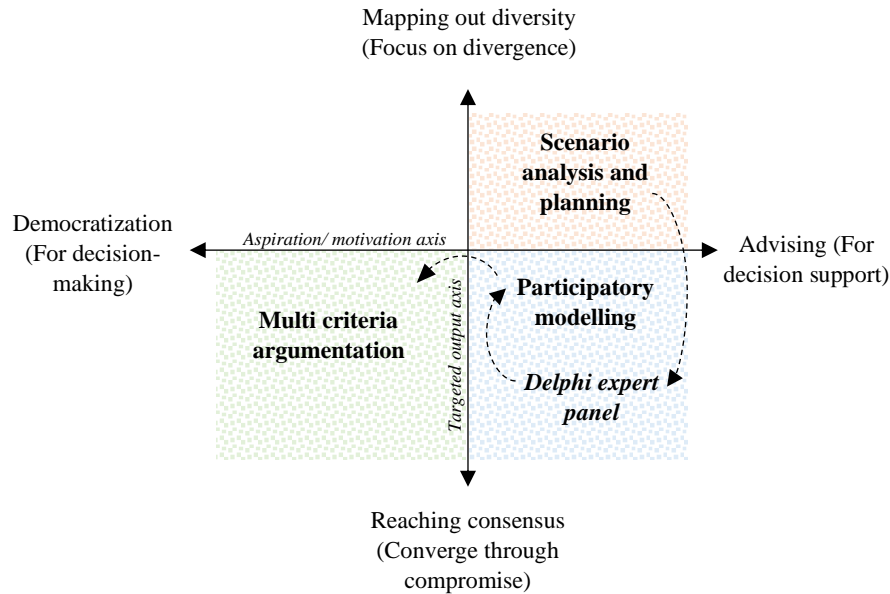 Mapping out diversity
(Focus on divergence)
Scenario
analysis and
planning
Democratization
(For decision-
making)
Aspiration/ motivation axis
Advising (For
decision support)
Participatory
modelling
Multi criteria
argumentation
Targeted output axis
Delphi expert
panel
Reaching consensus
(Converge through
compromise)